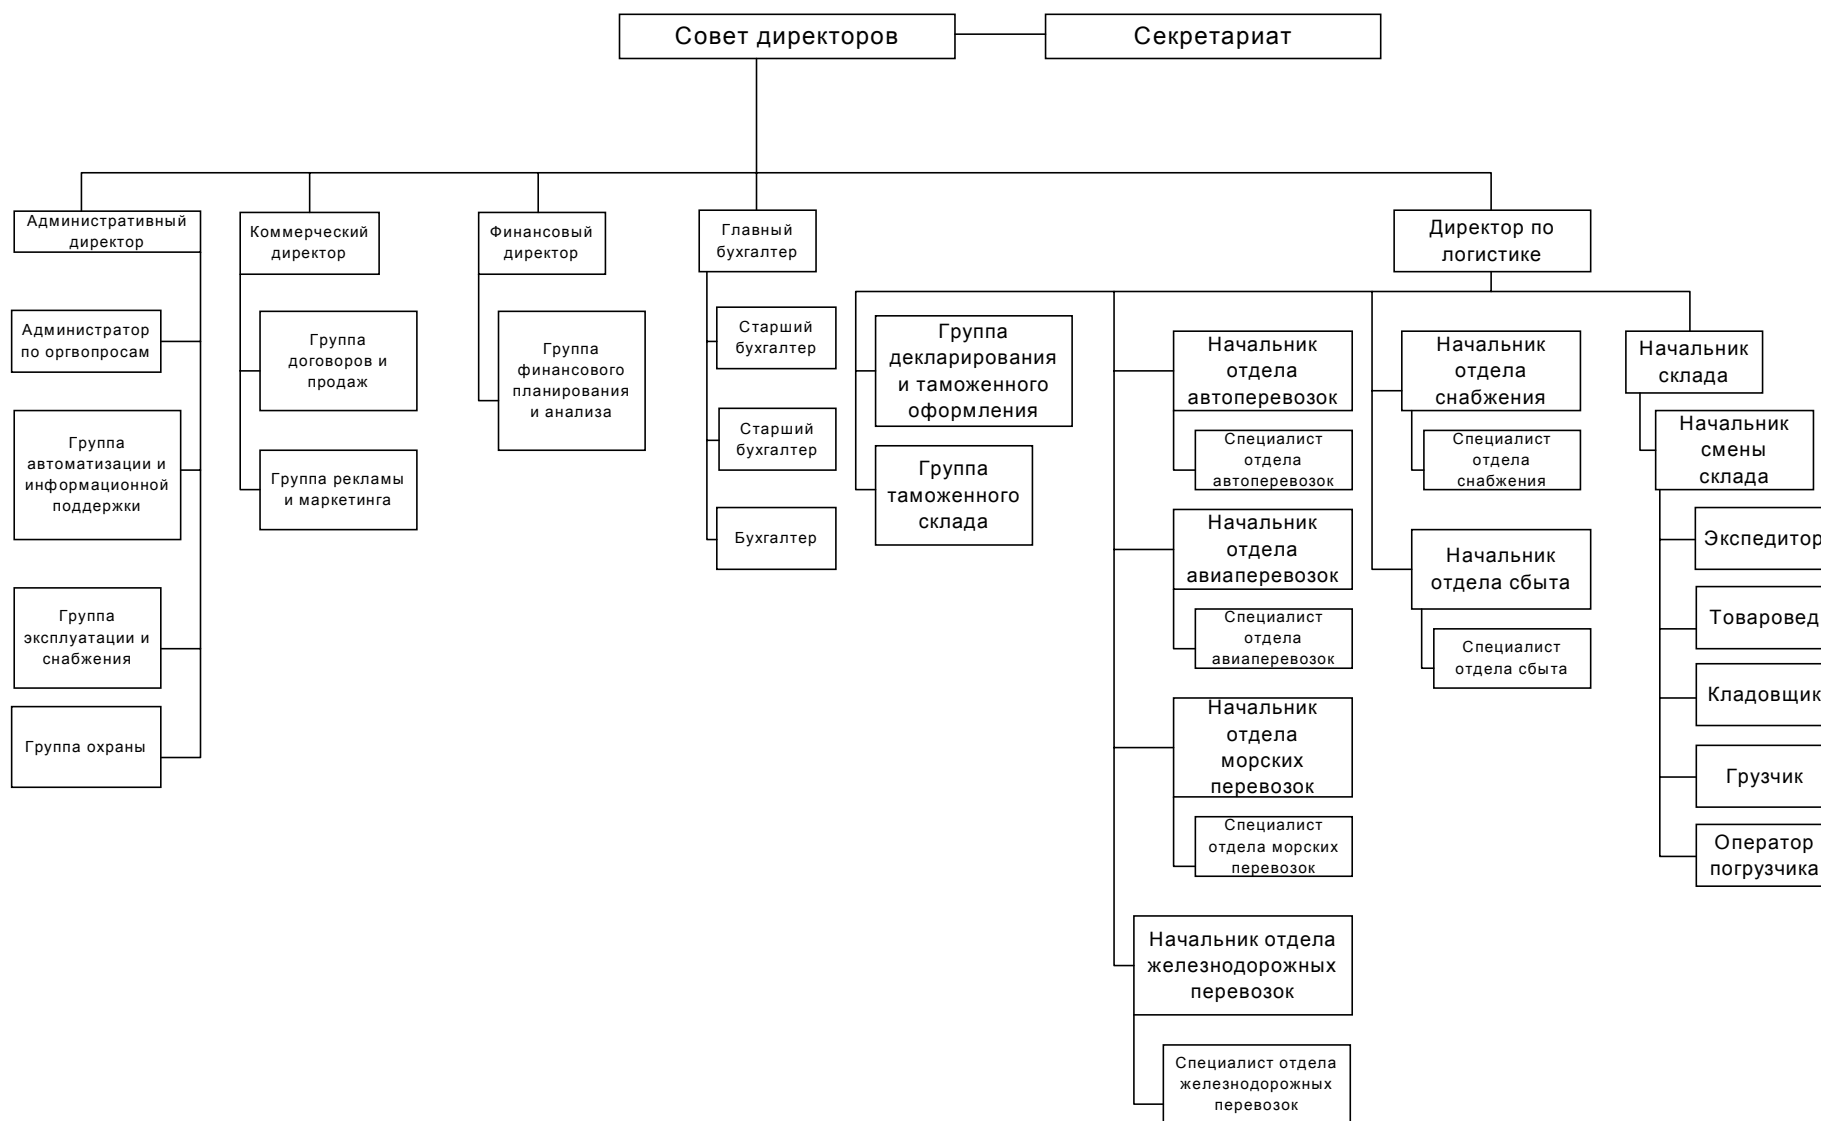 Совет директоров
Секретариат
Административный
директор
Коммерческий
директор
Финансовый
директор
Главный
бухгалтер
Директор по
логистике
Администратор
по оргвопросам
Группа
автоматизации и
информационной
поддержки
Группа
эксплуатации и
снабжения
Группа охраны
Группа
договоров и
продаж
Группа рекламы
и маркетинга
Группа
финансового
планирования
и анализа
Старший
бухгалтер
Старший
бухгалтер
Бухгалтер
Группа
декларирования
и таможенного
оформления
Группа
таможенного
склада
Начальник
отдела
автоперевозок
Специалист
отдела
автоперевозок
Начальник
отдела
авиаперевозок
Специалист
отдела
авиаперевозок
Начальник
отдела
морских
перевозок
Специалист
отдела морских
перевозок
Начальник отдела
железнодорожных
перевозок
Специалист отдела
железнодорожных
перевозок
Начальник
отдела
снабжения
Специалист
отдела
снабжения
Начальник
отдела сбыта
Специалист
отдела сбыта
Начальник
склада
Начальник
смены
склада
Экспедитор
Товаровед
Кладовщик
Грузчик
Оператор
погрузчика